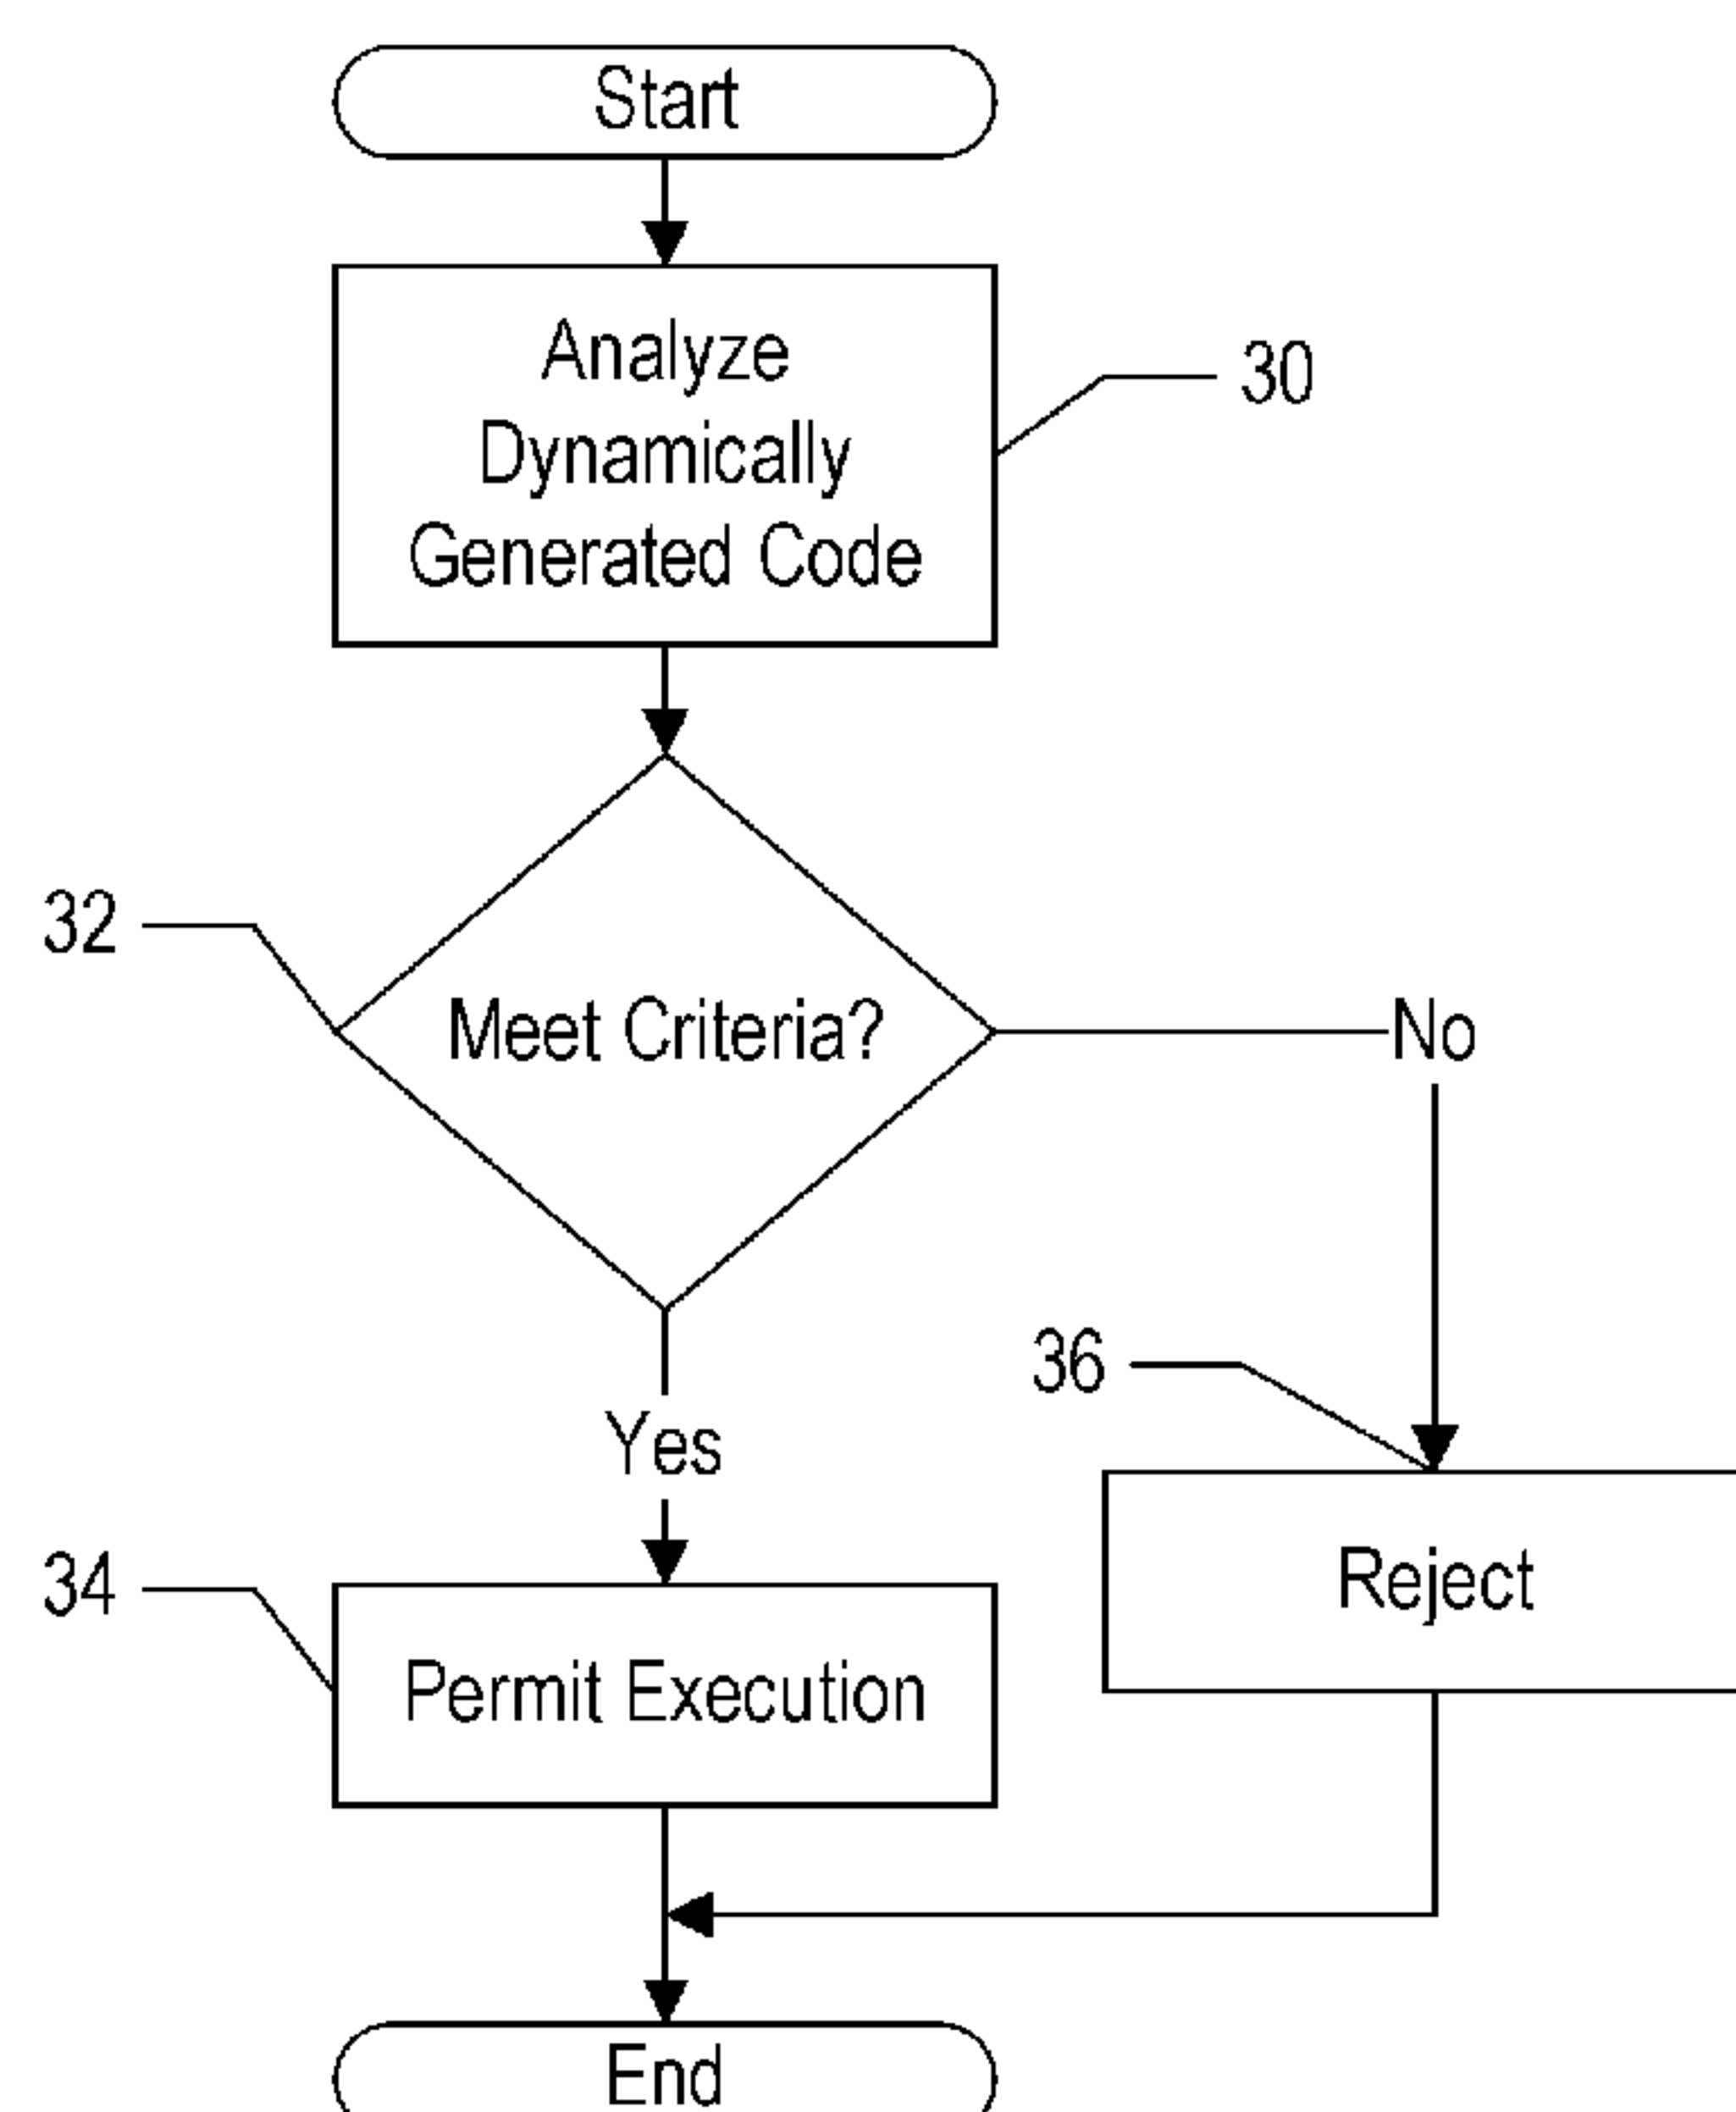 Start
Analyze
Dynamically
Generated Code
30
32
Meet Criteria?
No
Yes
36
Reject
34
Permit Execution
End